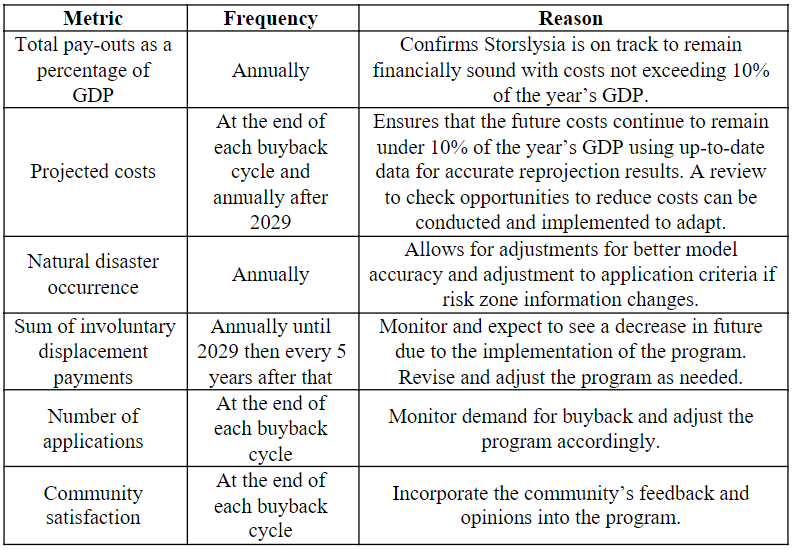 Metric Frequency Reason
Total pay-outs as a
percentage of
GDP
Annually
Confirms Storslysia is on track to remain
financially sound with costs not exceeding 10%
of the year’s GDP.
Projected costs
At the end of
each buyback
cycle and
annually after
2029
Ensures that the future costs continue to remain
under 10% of the year’s GDP using up-to-date
data for accurate reprojection results. A review
to check opportunities to reduce costs can be
conducted and implemented to adapt.
Natural disaster
occurrence
Annually
Allows for adjustments for better model
accuracy and adjustment to application criteria if
risk zone information changes.
Sum of involuntary
displacement
payments
Annually until
2029 then every 5
years after that
Monitor and expect to see a decrease in future
due to the implementation of the program.
Revise and adjust the program as needed.
Number of
applications
At the end of
each buyback
cycle
Monitor demand for buyback and adjust the
program accordingly.
Community
satisfaction
At the end of
each buyback
cycle
Incorporate the community’s feedback and
opinions into the program.